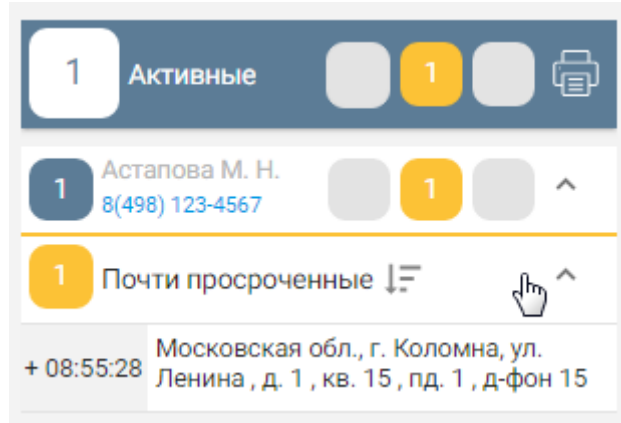 1 Активные 1
1 Астапова М. Н. 1
8(498) 123-4567
1 Почти просроченные
+ 08:55:28 Московская обл., г. Коломна, ул.
Ленина , д. 1 , кв. 15 , пд. 1 , д-фон 15